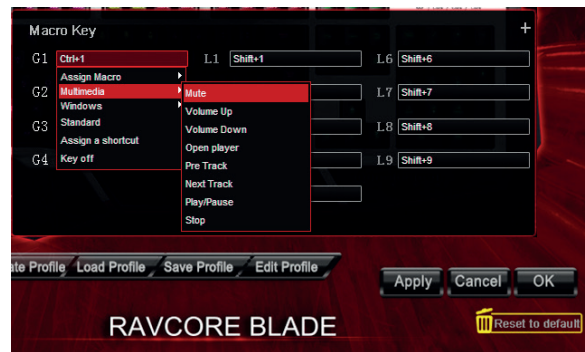 Macro Key +
G1 Ctrl+1 L1 Shift+1 L6 Shift+6
Assign Macro
G2 Multimedia Mute L7 Shift+7
Windows Volume Up
G3 Standard Volume Down L8 Shift+8
Assign a shortcut Open player
G4 Key off Pre Track L9 Shift+9
Next Track
Play/Pause
Stop
Profile Load Profile Save Profile Edit Profile
Apply Cancel OK
RAVCORE BLADE
Reset to default